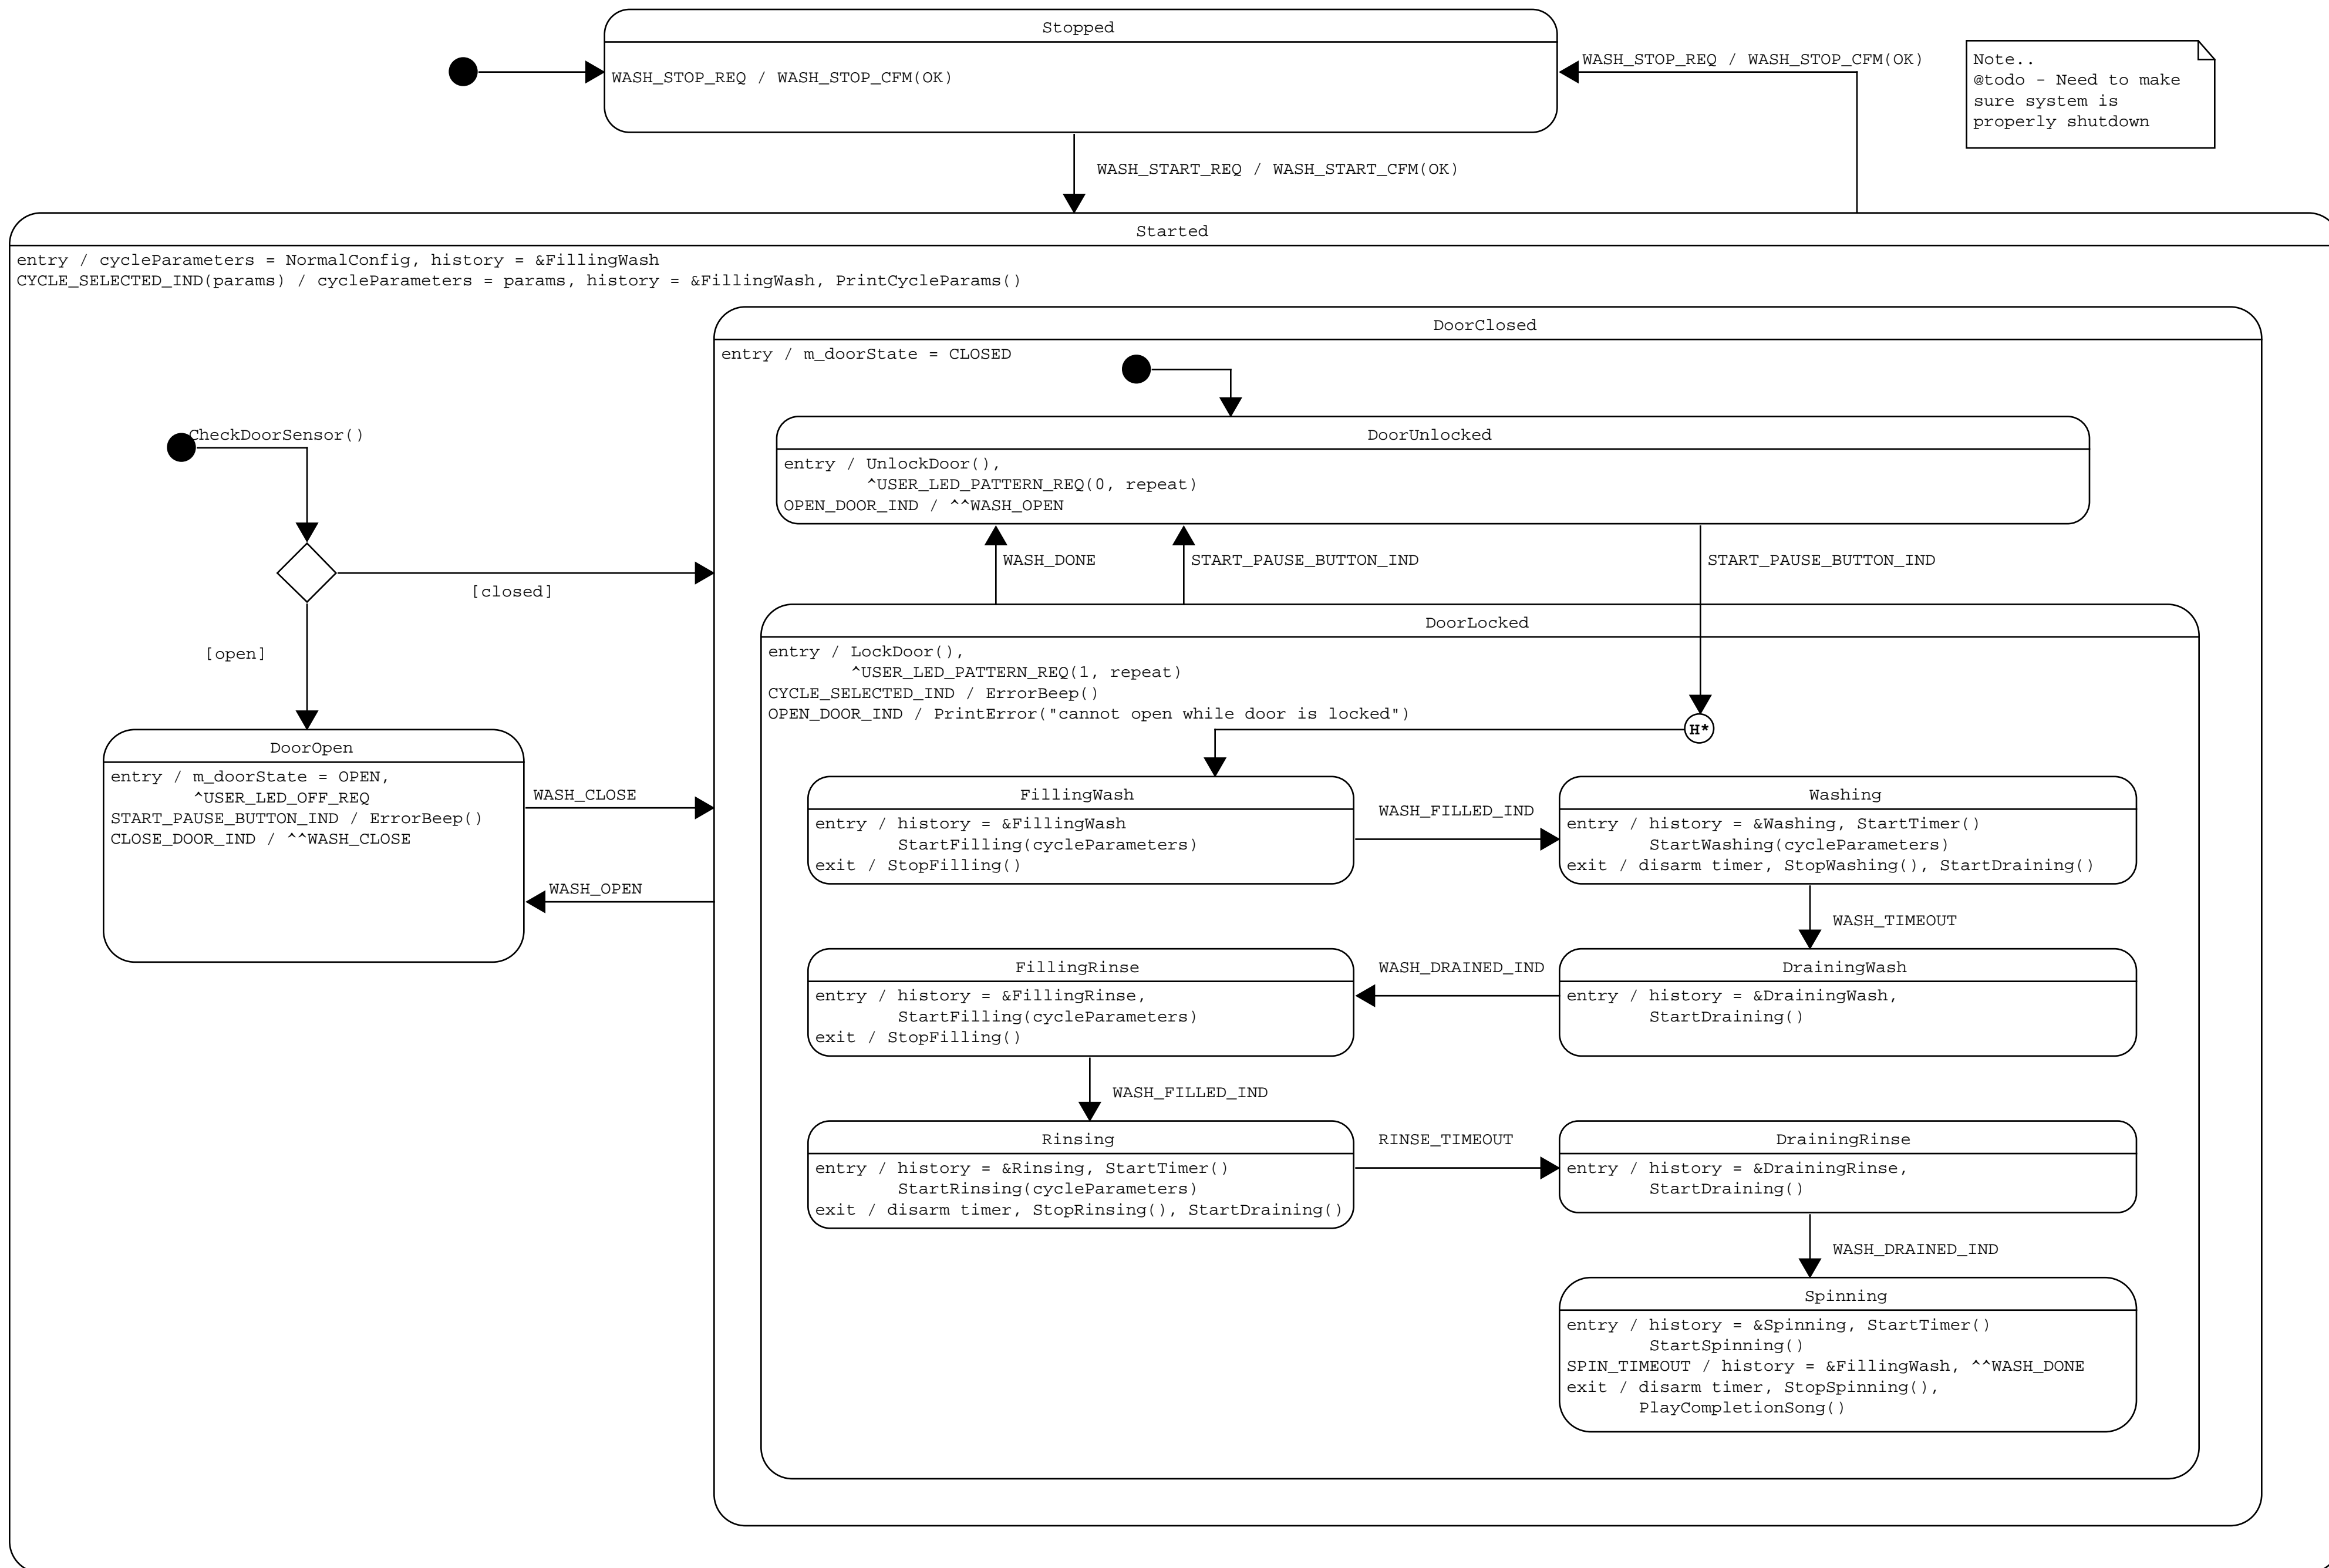 Stopped
WASH_STOP_REQ / WASH_STOP_CFM(OK)
WASH_STOP_REQ / WASH_STOP_CFM(OK)
Note..
@todo - Need to make
sure system is
properly shutdown
WASH_START_REQ / WASH_START_CFM(OK)
Started
entry / cycleParameters = NormalConfig, history = &FillingWash
CYCLE_SELECTED_IND(params) / cycleParameters = params, history = &FillingWash, PrintCycleParams()
DoorClosed
entry / m_doorState = CLOSED
CheckDoorSensor()
[closed]
[open]
DoorUnlocked
entry / UnlockDoor(),
^USER_LED_PATTERN_REQ(0, repeat)
OPEN_DOOR_IND / ^^WASH_OPEN
WASH_DONE
START_PAUSE_BUTTON_IND
START_PAUSE_BUTTON_IND
DoorLocked
entry / LockDoor(),
^USER_LED_PATTERN_REQ(1, repeat)
CYCLE_SELECTED_IND / ErrorBeep()
OPEN_DOOR_IND / PrintError("cannot open while door is locked")
H*
DoorOpen
entry / m_doorState = OPEN,
^USER_LED_OFF_REQ
START_PAUSE_BUTTON_IND / ErrorBeep()
CLOSE_DOOR_IND / ^^WASH_CLOSE
WASH_CLOSE
WASH_OPEN
FillingWash
entry / history = &FillingWash
StartFilling(cycleParameters)
exit / StopFilling()
WASH_FILLED_IND
Washing
entry / history = &Washing, StartTimer()
StartWashing(cycleParameters)
exit / disarm timer, StopWashing(), StartDraining()
WASH_TIMEOUT
FillingRinse
entry / history = &FillingRinse,
StartFilling(cycleParameters)
exit / StopFilling()
WASH_DRAINED_IND
DrainingWash
entry / history = &DrainingWash,
StartDraining()
WASH_FILLED_IND
Rinsing
entry / history = &Rinsing, StartTimer()
StartRinsing(cycleParameters)
exit / disarm timer, StopRinsing(), StartDraining()
RINSE_TIMEOUT
DrainingRinse
entry / history = &DrainingRinse,
StartDraining()
WASH_DRAINED_IND
Spinning
entry / history = &Spinning, StartTimer()
StartSpinning()
SPIN_TIMEOUT / history = &FillingWash, ^^WASH_DONE
exit / disarm timer, StopSpinning(),
PlayCompletionSong()